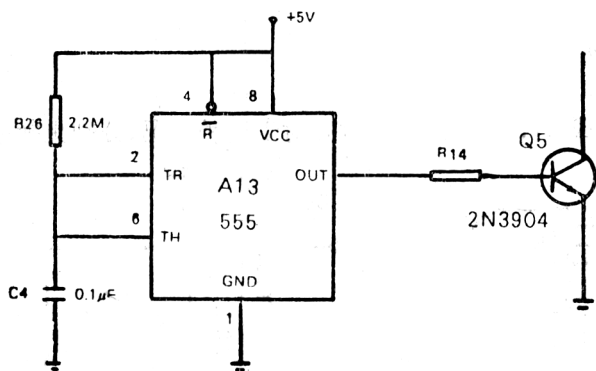 +5V
4
8
R26
2.2M
R
VCC
Q5
2
TR
A13
OUT
R14
555
6
TH
2N3904
GND
C4
0.1µF
1